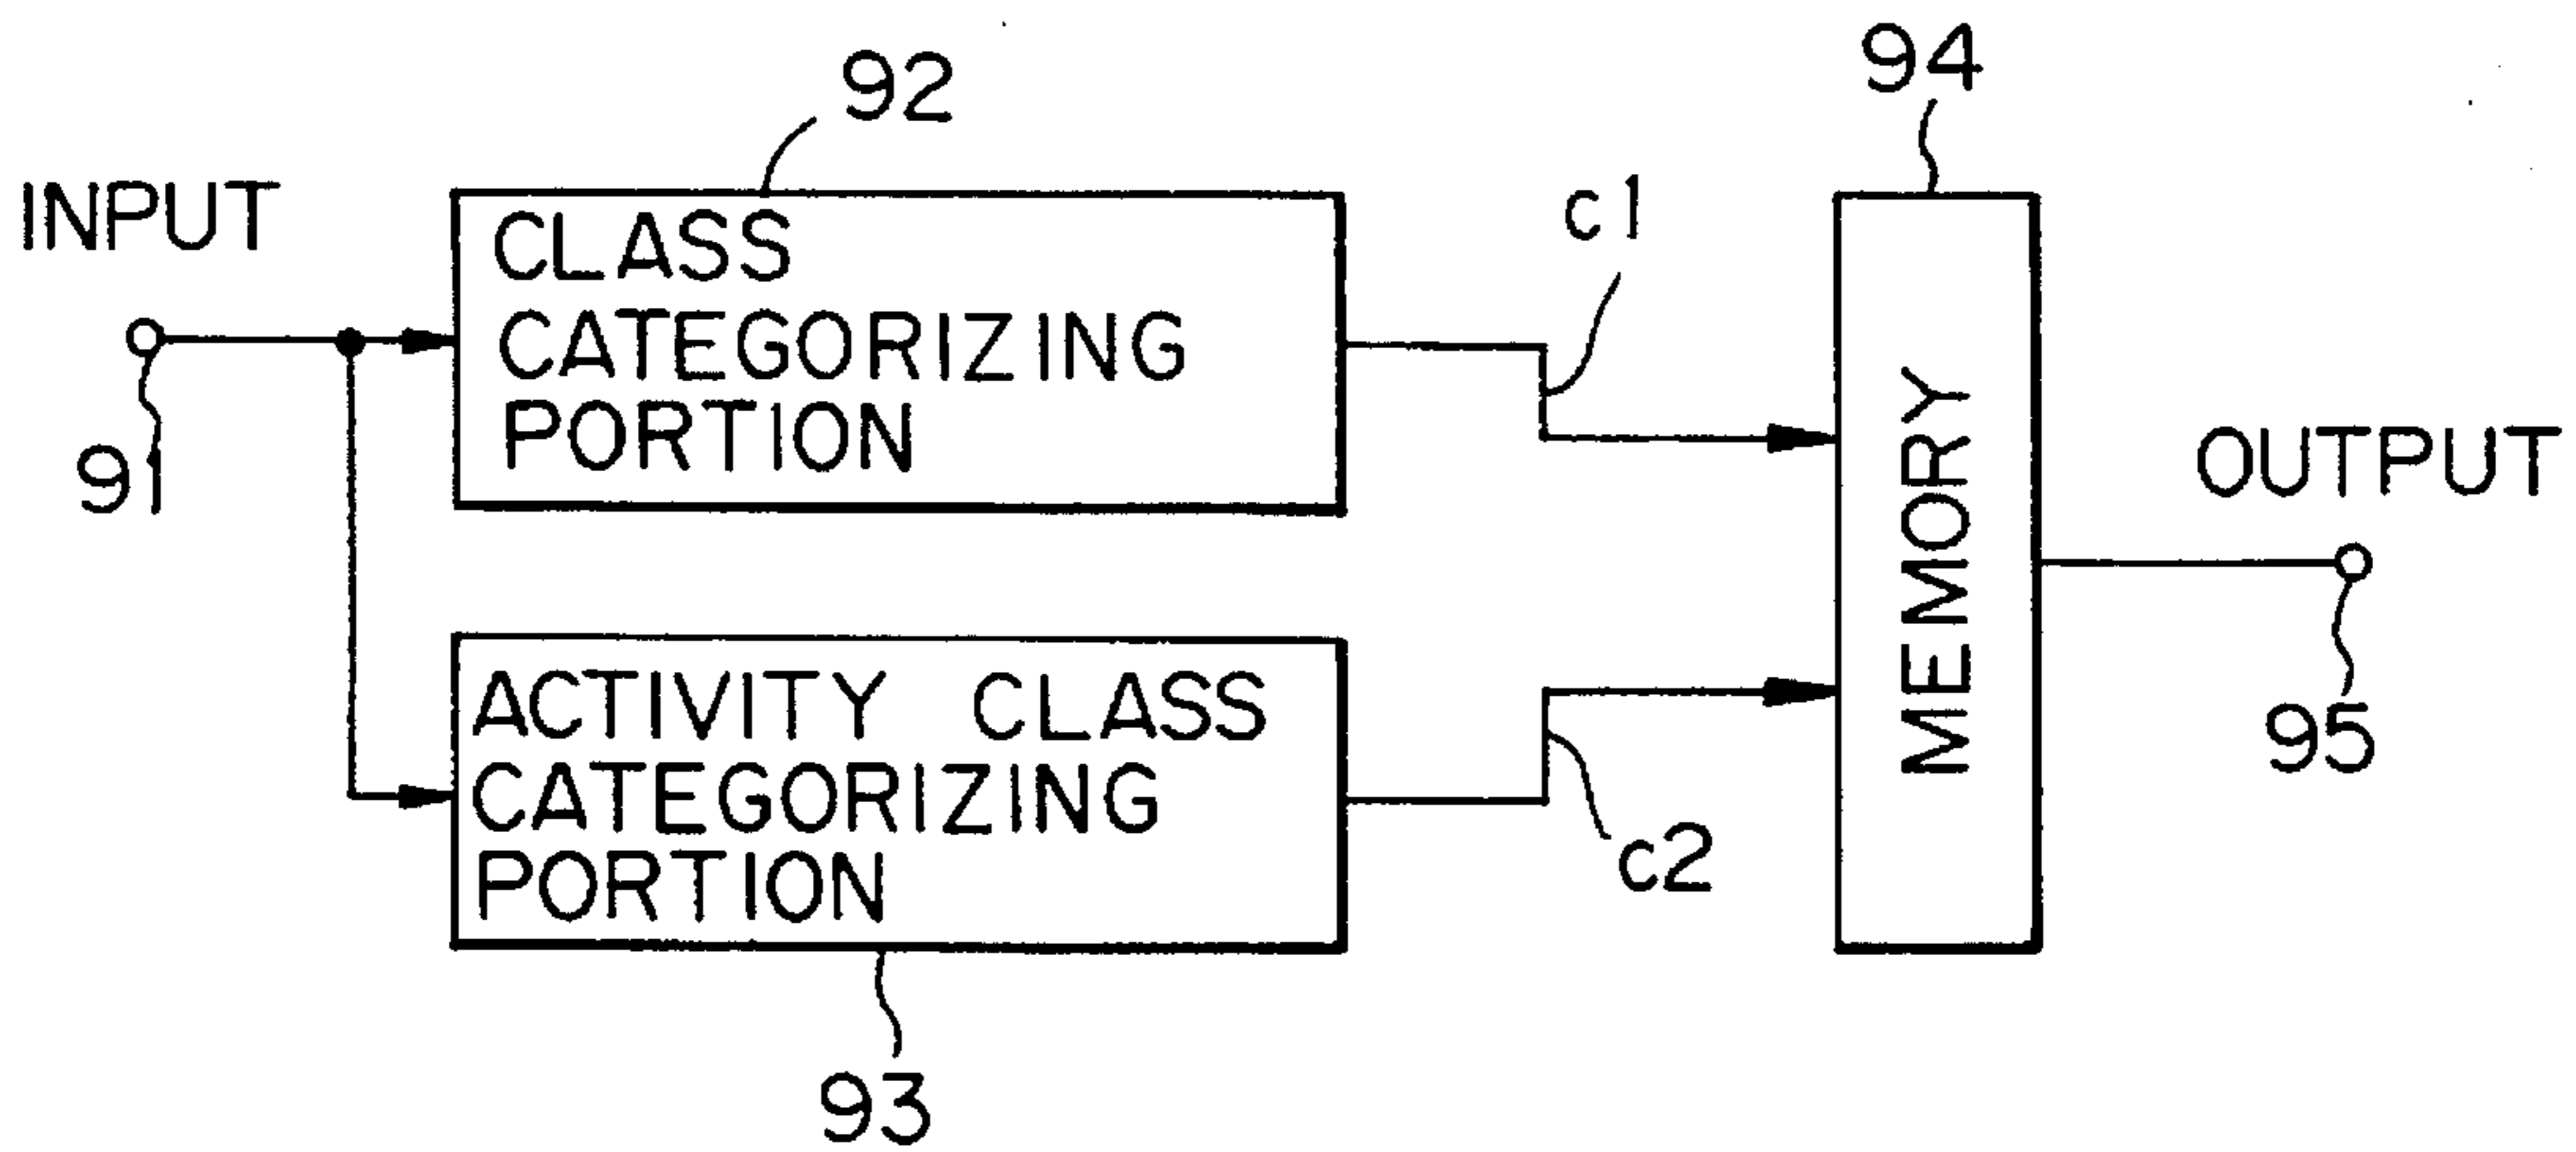 92
94
INPUT
c1
CLASS
CATEGORIZING
PORTION
91
MEMORY
OUTPUT
ACTIVITY CLASS
CATEGORIZING
PORTION
c2
95
93